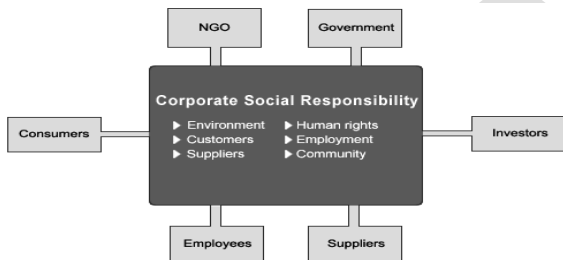 NGO
Government
Corporate Social Responsibility
Environment
Human rights
Customers
Employment
Suppliers
Community
Consumers
Investors
Employees
Suppliers